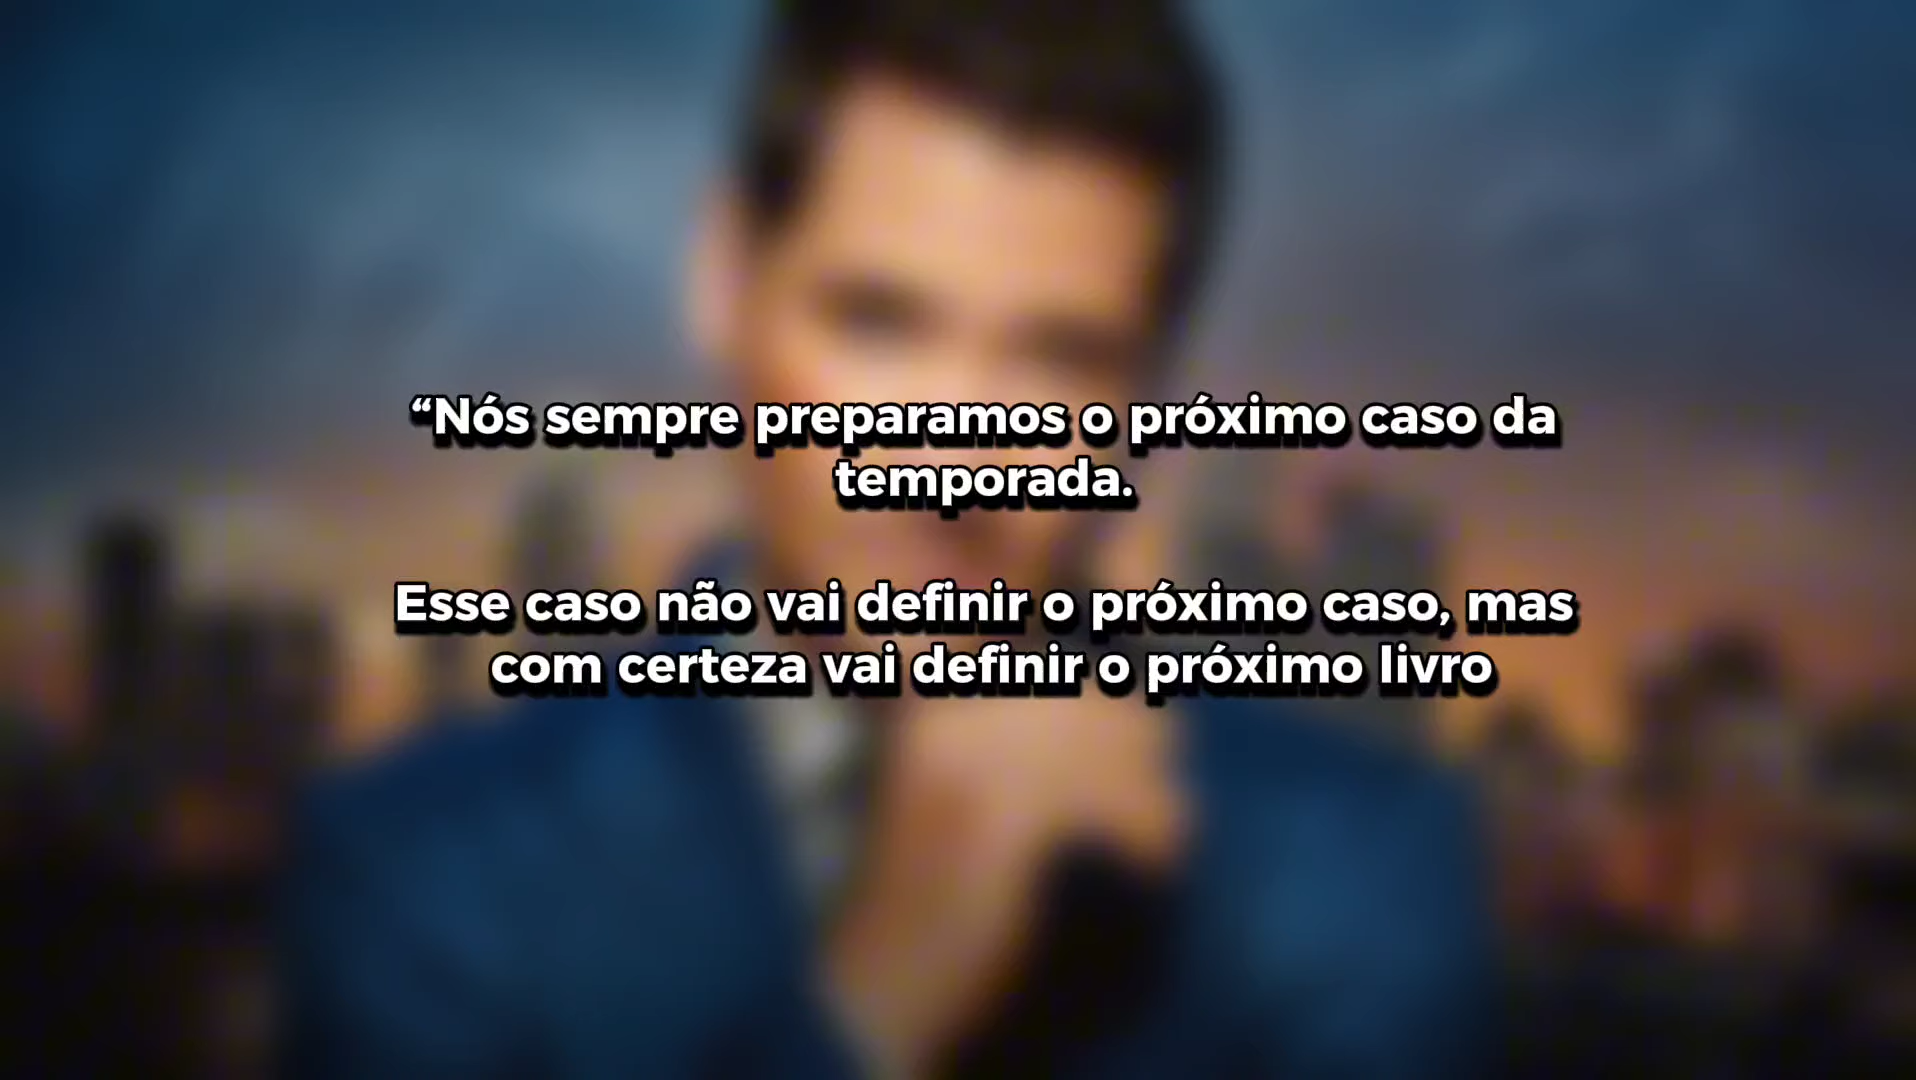 “Nós sempre preparamos o próximo caso da
temporada.
Esse caso não vai definir o próximo caso, mas
com certeza vai definir o próximo livro